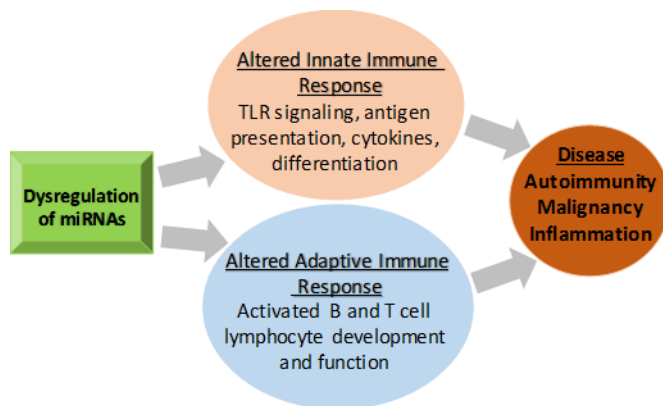 Altered Innate Immune
Response
TLR signaling, antigen
presentation, cytokines,
differentiation
Dysregulation
of miRNAs
Disease
Autoimmunity
Malignancy
Inflammation
Altered Adaptive Immune
Response
Activated B and T cell
lymphocyte development
and function